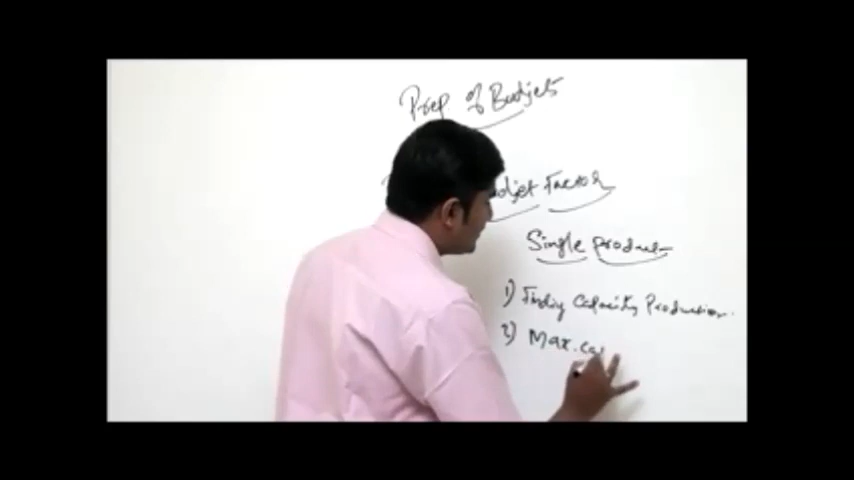 Prep. of Budgets
Budget Factor
Single product
1) Finding Capacity Production.
2) Max. Ca